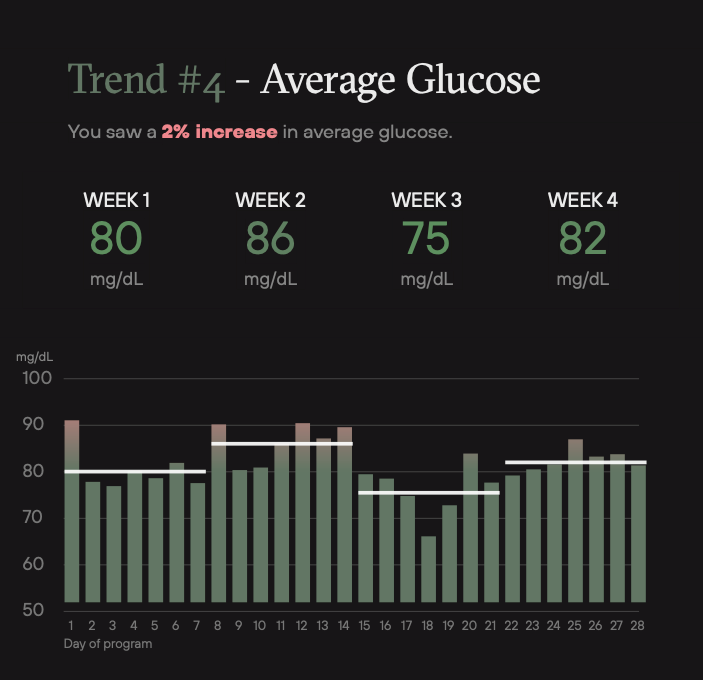 Trend #4 - Average Glucose
You saw a 2% increase in average glucose.
WEEK 1 WEEK 2 WEEK 3 WEEK 4
80 86 75 82
mg/dL mg/dL mg/dL mg/dL
mg/dL
100
90
80
70
60
50
1 2 3 4 5 6 7 8 9 10 11 12 13 14 15 16 17 18 19 20 21 22 23 24 25 26 27 28
Day of program